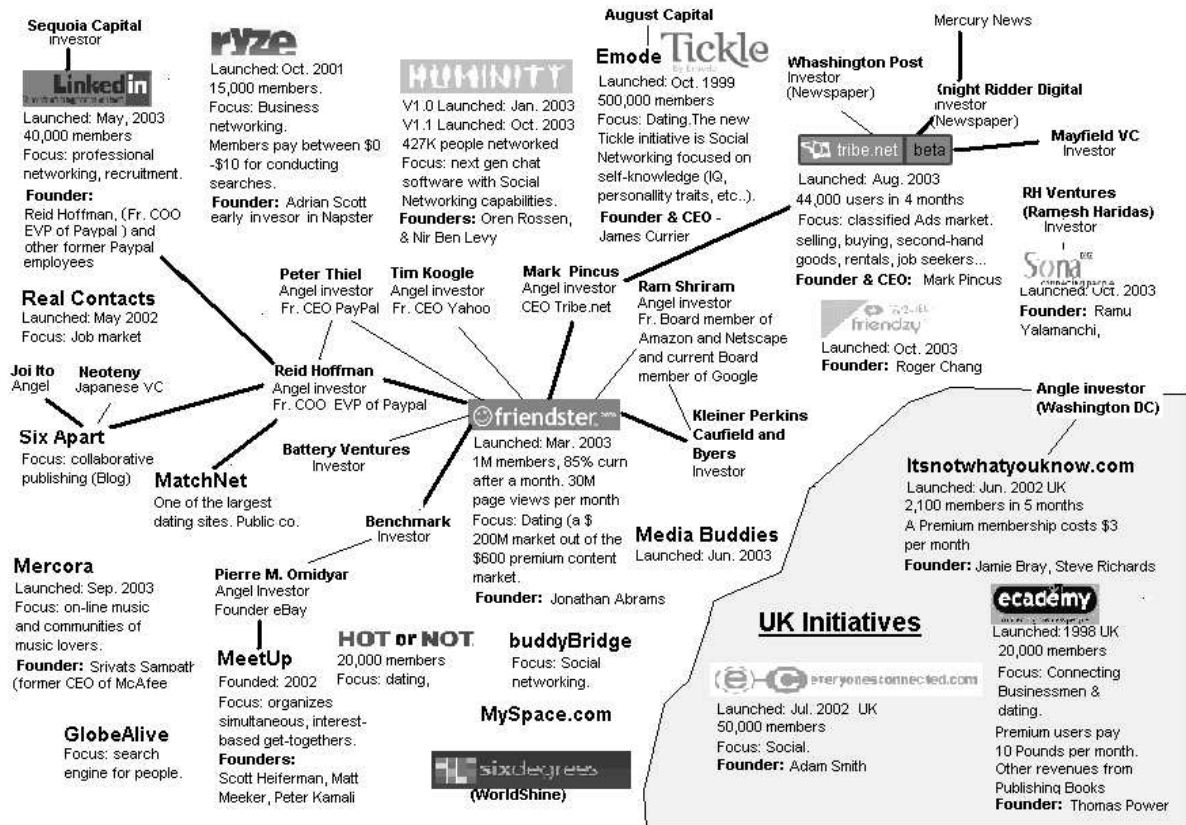 Sequoia Capital
Investor
Linked in
Launched: May, 2003
40,000 members
Focus: professional
networking, recruitment.
Founder:
Reid Hoffman, (Fr. COO
EVP of Paypal ) and
other former Paypal
employees
ryze
Launched: Oct. 2001
15,000 members.
Focus: Business
networking.
Members pay between $0
-$10 for conducting
searches.
Founder: Adrian Scott
early invesor in Napster
HUMINITY
V1.0 Launched: Jan. 2003
V1.1 Launched: Oct. 2003
427K people networked
Focus: next gen chat
software with Social
Networking capabilities.
Founders: Oren Rossen,
& Nir Ben Levy
August Capital
Emode Tickle
By Emode
Launched: Oct. 1999
500,000 members
Focus: Dating.The new
Tickle initiative is Social
Networking focused on
self-knowledge (IQ,
personallity traits, etc..).
Founder & CEO -
James Currier
Mercury News
Whashington Post
Investor
(Newspaper)
Knight Ridder Digital
investor
(Newspaper)
tribe.net beta
Mayfield VC
Investor
Launched: Aug. 2003
44,000 users in 4 months
Focus: classified Ads market.
selling, buying, second-hand
goods, rentals, job seekers...
Founder & CEO: Mark Pincus
RH Ventures
(Ramesh Haridas)
Investor
Sona
connecting people
Launched: Oct. 2003
Founder: Ramu
Yalamanchi,
friendzy
Launched: Oct. 2003
Founder: Roger Chang
Real Contacts
Launched: May 2002
Focus: Job market
Peter Thiel
Angel investor
Fr. CEO PayPal
Tim Koogle
Angel investor
Fr. CEO Yahoo
Mark Pincus
Angel investor
CEO Tribe.net
Ram Shriram
Angel investor
Fr. Board member of
Amazon and Netscape
and current Board
member of Google
Joi Ito
Angel
Neoteny
Japanese VC
Reid Hoffman
Angel investor
Fr. COO EVP of Paypal
Six Apart
Focus: collaborative
publishing (Blog)
MatchNet
One of the largest
dating sites. Public co.
Battery Ventures
Investor
friendster
Launched: Mar. 2003
1M members, 85% curn
after a month. 30M
page views per month
Focus: Dating (a $
200M market out of the
$600 premium content
market.
Founder: Jonathan Abrams
Kleiner Perkins
Caufield and
Byers
Investor
Benchmark
Investor
Media Buddies
Launched: Jun. 2003
Angle investor
(Washington DC)
Itsnotwhatyouknow.com
Launched: Jun. 2002 UK
2,100 members in 5 months
A Premium membership costs $3
per month
Founder: Jamie Bray, Steve Richards
Mercora
Launched: Sep. 2003
Focus: on-line music
and communities of
music lovers.
Founder: Srivats Sampath
(former CEO of McAfee
Pierre M. Omidyar
Angel Investor
Founder eBay
MeetUp
Founded: 2002
Focus: organizes
simultaneous, interest-
based get-togethers.
Founders:
Scott Heiferman, Matt
Meeker, Peter Kamali
HOT or NOT
20,000 members
Focus: dating,
buddyBridge
Focus: Social
networking.
MySpace.com
GlobeAlive
Focus: search
engine for people.
sixdegrees
(WorldShine)
UK Initiatives
everyonesconnected.com
Launched: Jul. 2002 UK
50,000 members
Focus: Social.
Founder: Adam Smith
ecademy
Launched: 1998 UK
20,000 members
Focus: Connecting
Businessmen &
dating.
Premium users pay
10 Pounds per month.
Other revenues from
Publishing Books
Founder: Thomas Power